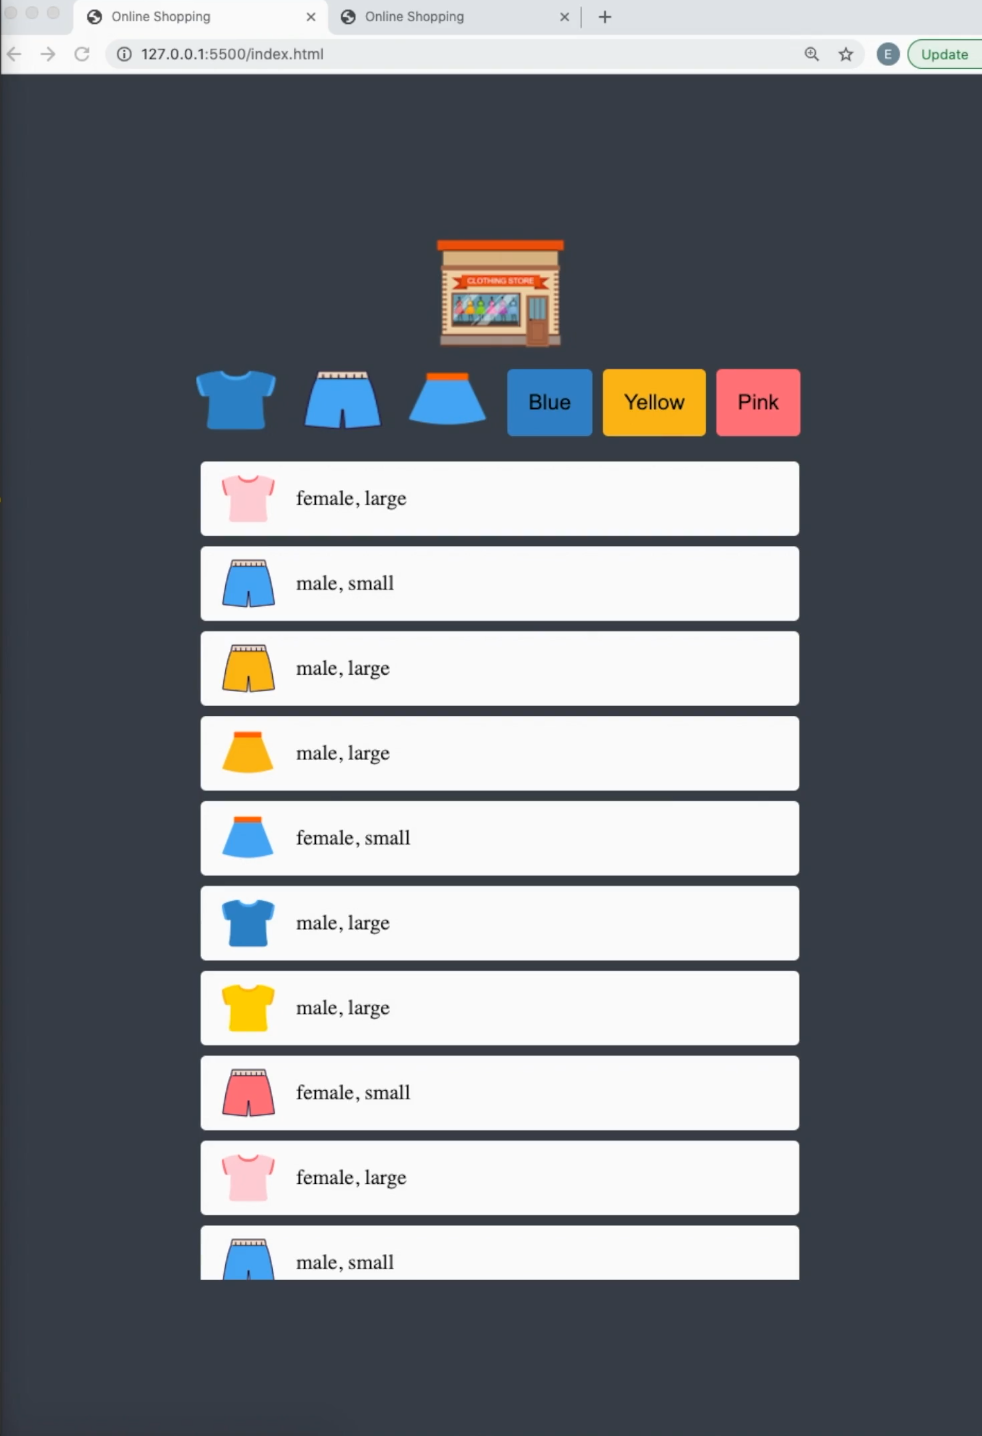 Online Shopping
Online Shopping
127.0.0.1:5500/index.html
E
Update
CLOTHING STORE
Blue
Yellow
Pink
female, large
male, small
male, large
male, large
female, small
male, large
male, large
female, small
female, large
male, small